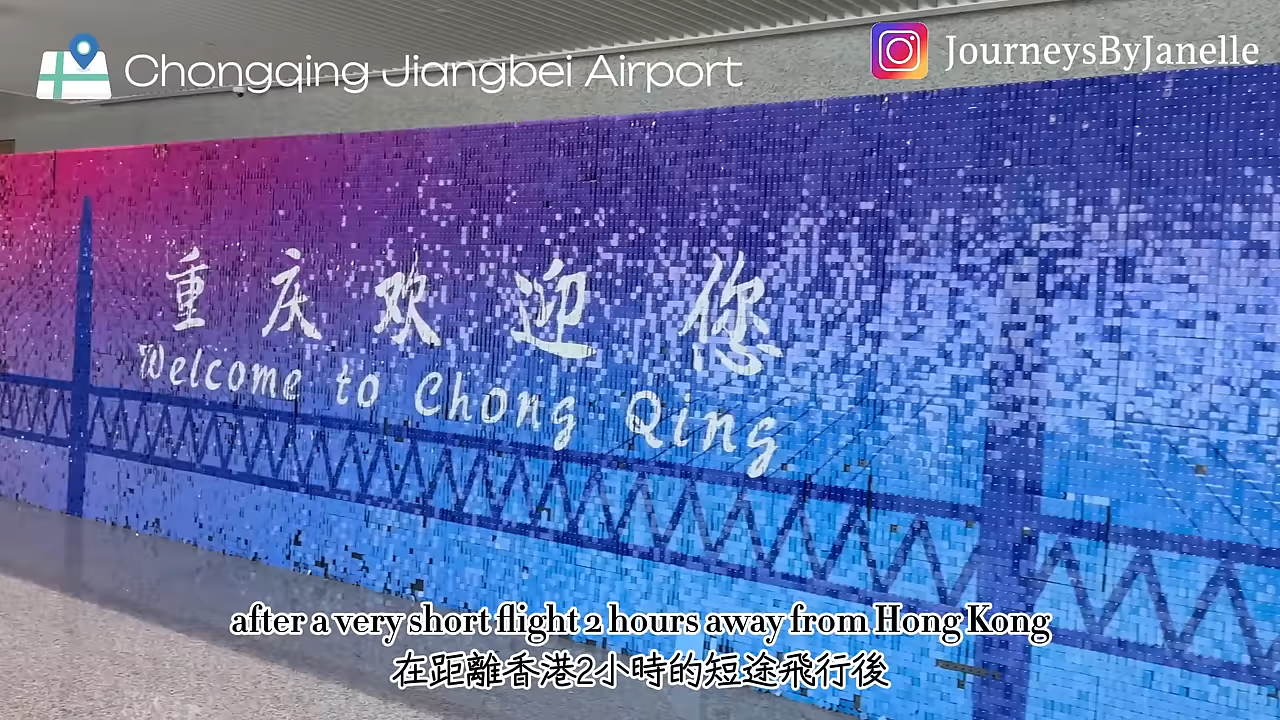 Chongqing Jiangbei Airport
JourneysByJanelle
重庆欢迎您
Welcome to Chong Qing
after a very short flight 2 hours away from Hong Kong
在距離香港2小時的短途飛行後